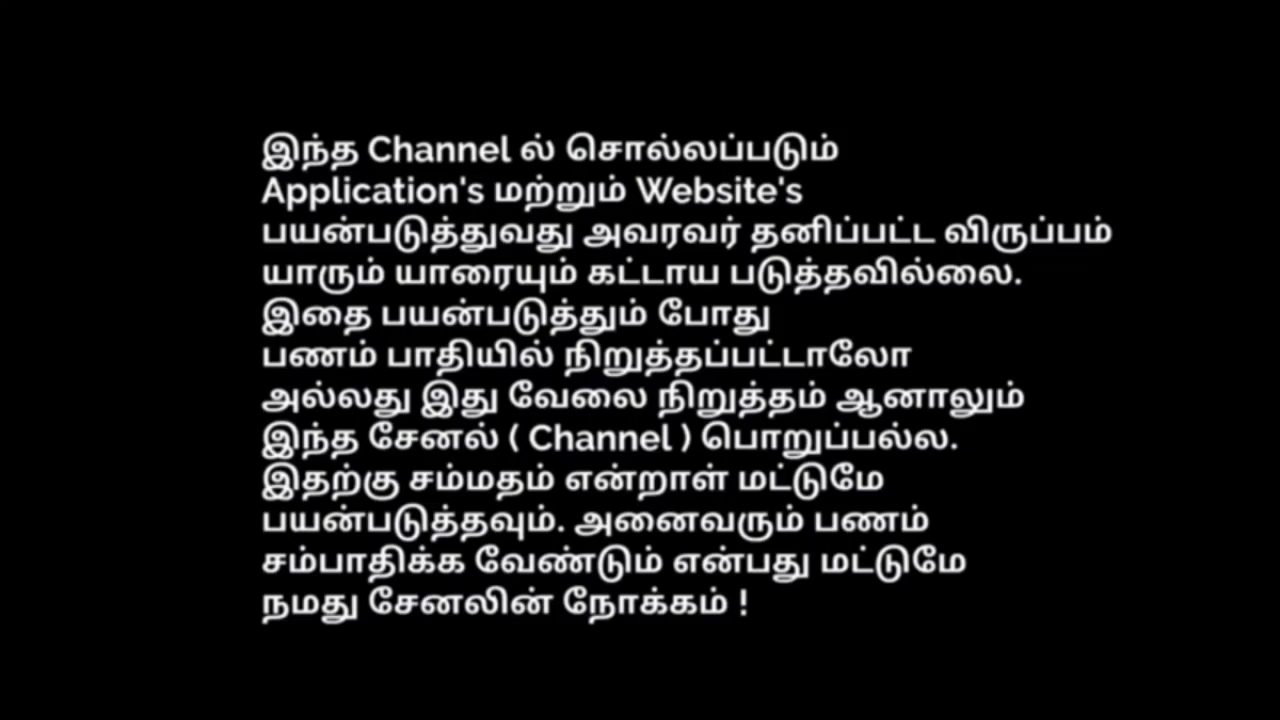 இந்த Channel ல் சொல்லப்படும்
Application's மற்றும் Website's
பயன்படுத்துவது அவரவர் தனிப்பட்ட விருப்பம்
யாரும் யாரையும் கட்டாய படுத்தவில்லை.
இதை பயன்படுத்தும் போது
பணம் பாதியில் நிறுத்தப்பட்டாலோ
அல்லது இது வேலை நிறுத்தம் ஆனாலும்
இந்த சேனல் ( Channel ) பொறுப்பல்ல.
இதற்கு சம்மதம் என்றாள் மட்டுமே
பயன்படுத்தவும். அனைவரும் பணம்
சம்பாதிக்க வேண்டும் என்பது மட்டுமே
நமது சேனலின் நோக்கம் !